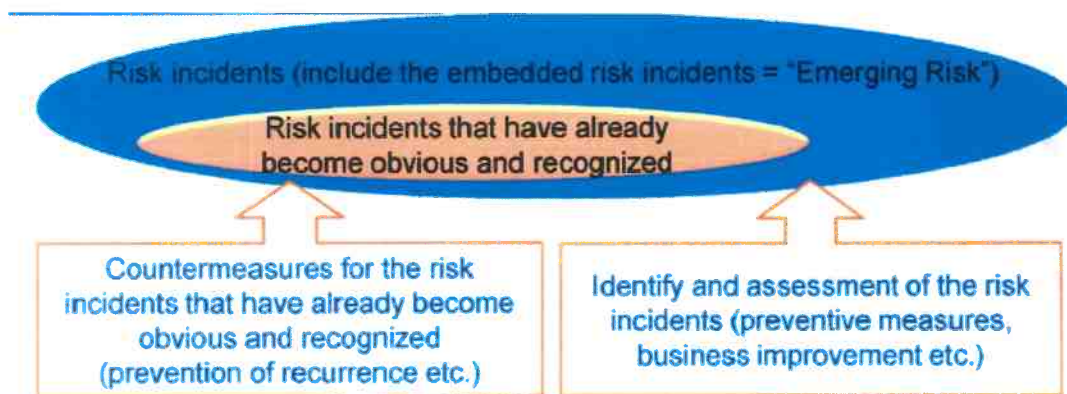 Risk incidents (include the embedded risk incidents = "Emerging Risk")
Risk incidents that have already
become obvious and recognized
Countermeasures for the risk
incidents that have already become
obvious and recognized
(prevention of recurrence etc.)
Identify and assessment of the risk
incidents (preventive measures,
business improvement etc.)